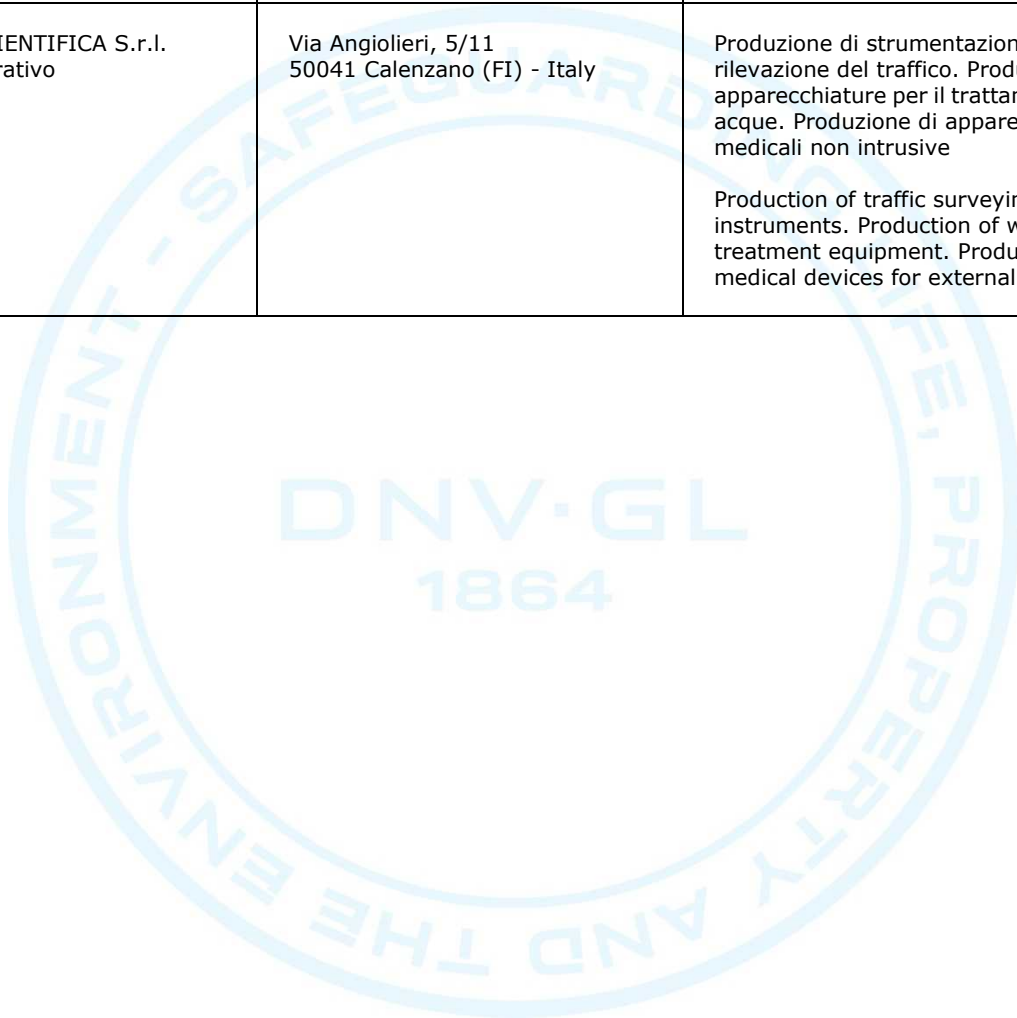 IENTIFICA S.r.l.
rativo
Via Angiolieri, 5/11
50041 Calenzano (FI) - Italy
Produzione di strumentazion
rilevazione del traffico. Produ
apparecchiature per il trattar
acque. Produzione di appare
medicali non intrusive
Production of traffic surveyin
instruments. Production of w
treatment equipment. Produ
medical devices for external
SAFEGUARDING LIFE, PROPERTY AND THE ENVIRONMENT -
DNV·GL
1864